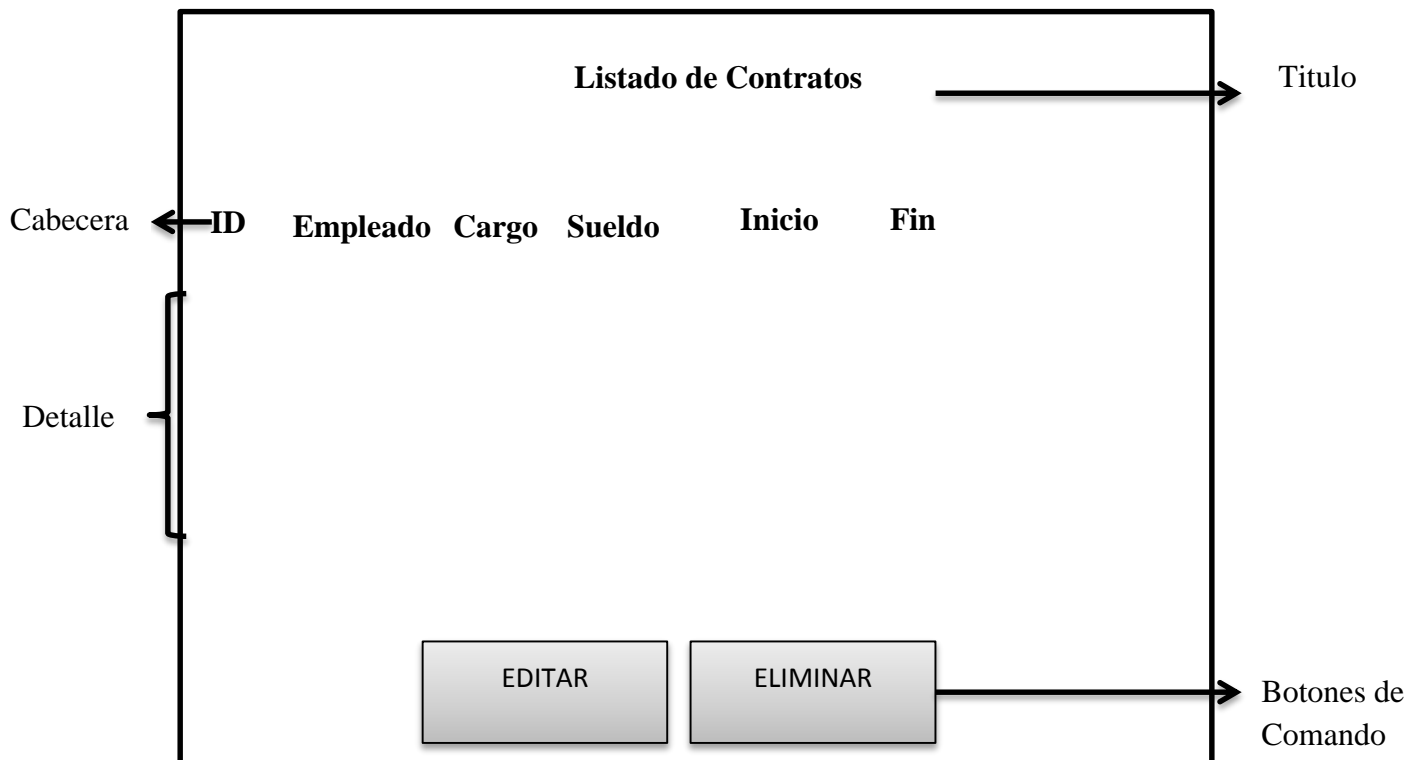 Listado de Contratos
Titulo
Cabecera
ID Empleado Cargo Sueldo Inicio Fin
Detalle
EDITAR
ELIMINAR
Botones de
Comando